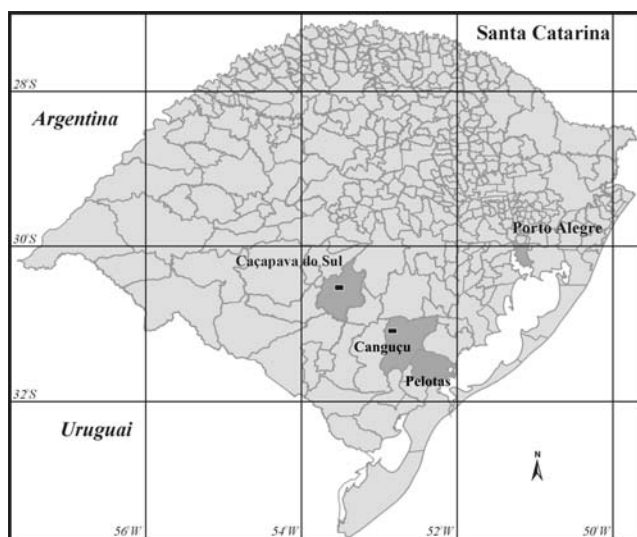 Santa Catarina
28°S
Argentina
Porto Alegre
30°S
Caçapava do Sul
Canguçu
Pelotas
32°S
Uruguai
N
56°W
54°W
52°W
50°W